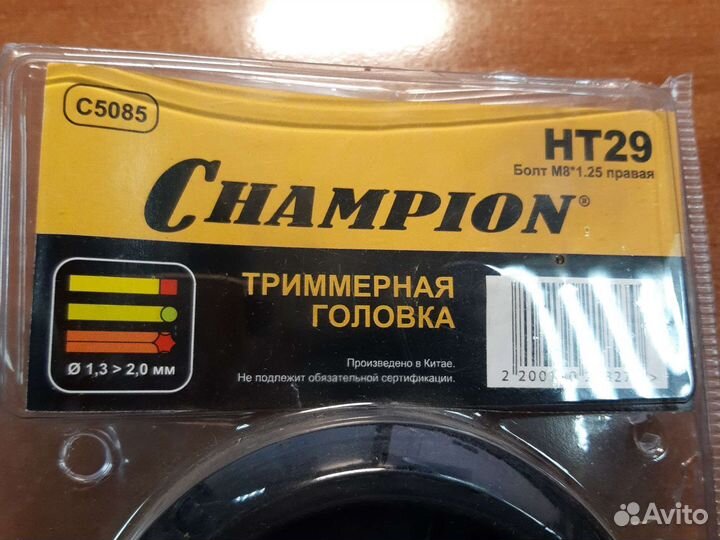 C5085
HT29
Болт М8*1.25 правая
CHAMPION®
ТРИММЕРНАЯ
ГОЛОВКА
Ø 1,3 > 2,0 мм
Произведено в Китае.
Не подлежит обязательной сертификации.
Avito